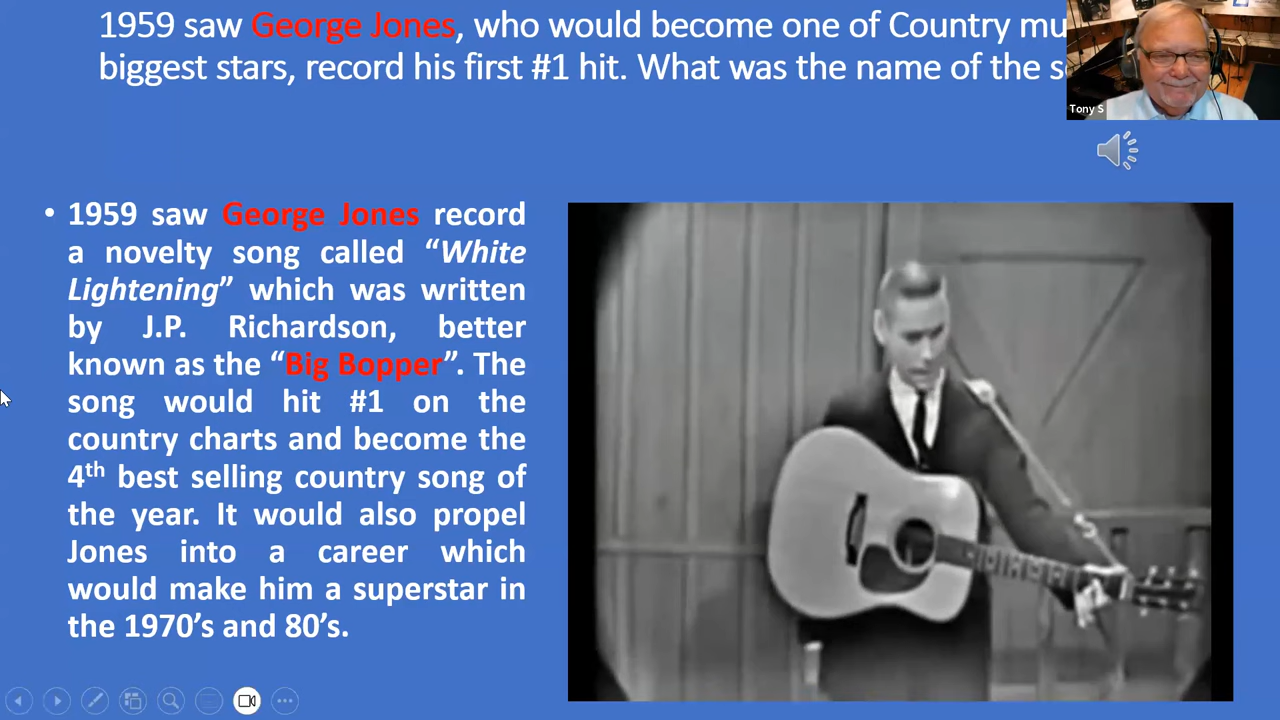 1959 saw George Jones, who would become one of Country mu
biggest stars, record his first #1 hit. What was the name of the s
Tony S
• 1959 saw George Jones record
a novelty song called “White
Lightening” which was written
by J.P. Richardson, better
known as the “Big Bopper”. The
song would hit #1 on the
country charts and become the
4th best selling country song of
the year. It would also propel
Jones into a career which
would make him a superstar in
the 1970’s and 80’s.